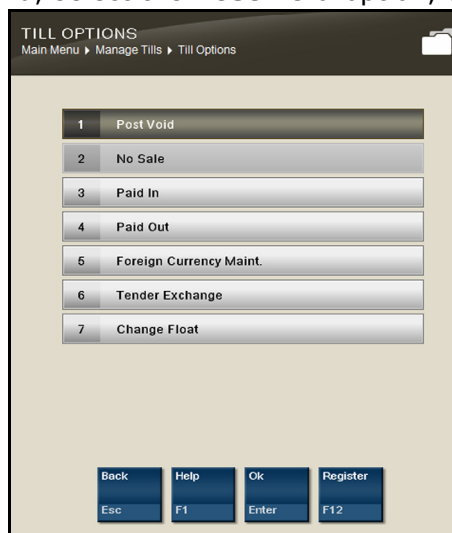 TILL OPTIONS
Main Menu ▶ Manage Tills ▶ Till Options
1 Post Void
2 No Sale
3 Paid In
4 Paid Out
5 Foreign Currency Maint.
6 Tender Exchange
7 Change Float
Back Help Ok Register
Esc F1 Enter F12